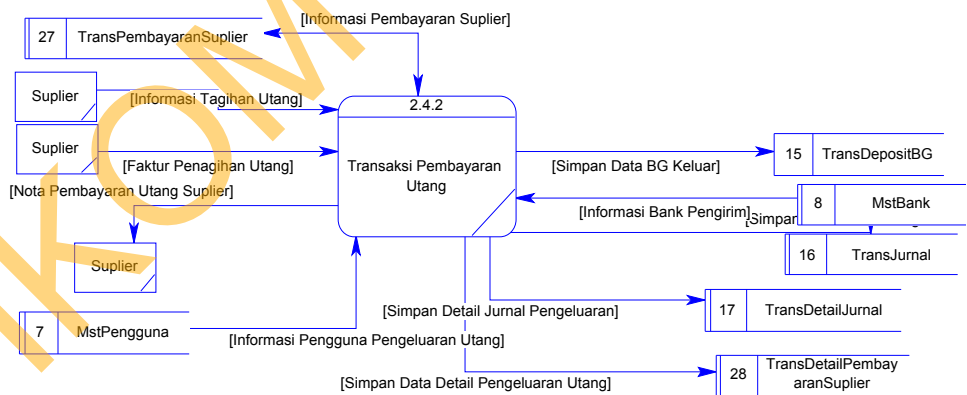 [Informasi Pembayaran Suplier]
27 TransPembayaranSuplier
Suplier
[Informasi Tagihan Utang]
2.4.2
Suplier
[Faktur Penagihan Utang]
Transaksi Pembayaran
Utang
[Simpan Data BG Keluar]
15 TransDepositBG
[Nota Pembayaran Utang Suplier]
[Informasi Bank Pengirim]
[Simpan
8 MstBank
Suplier
16 TransJurnal
7 MstPengguna
[Simpan Detail Jurnal Pengeluaran]
17 TransDetailJurnal
[Informasi Pengguna Pengeluaran Utang]
[Simpan Data Detail Pengeluaran Utang]
28 TransDetailPembay
aranSuplier
KOM